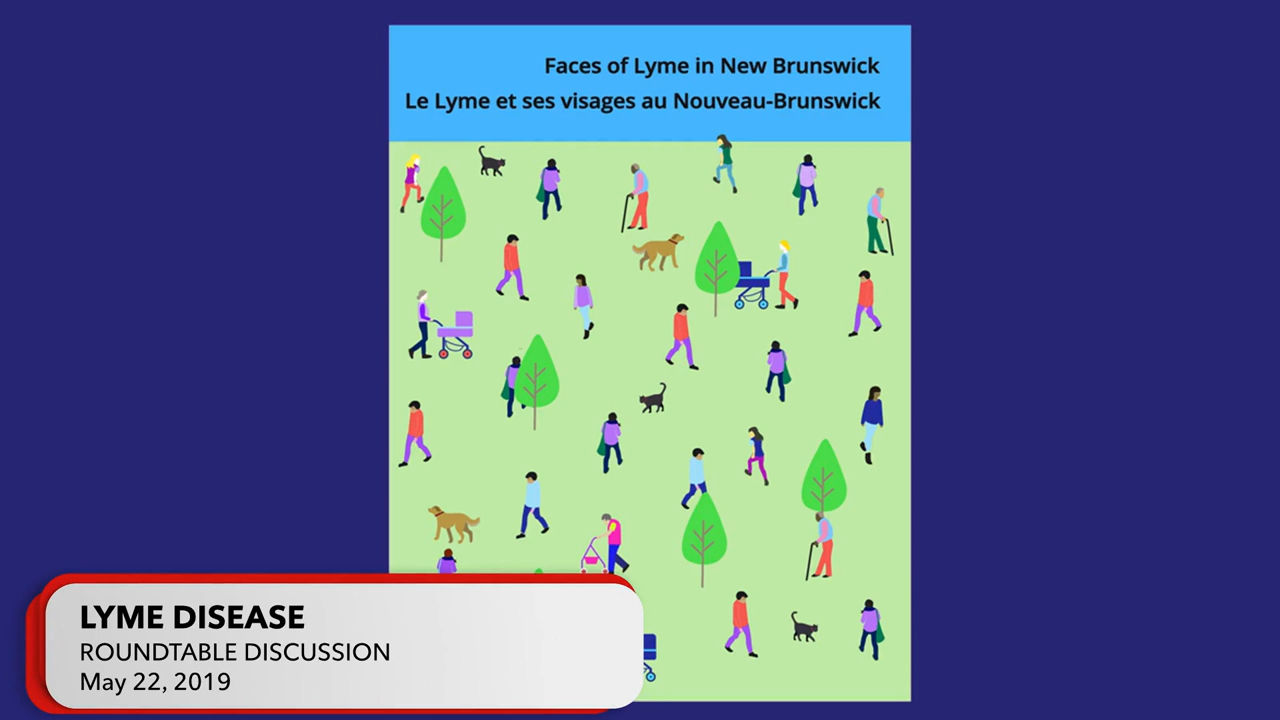 Faces of Lyme in New Brunswick
Le Lyme et ses visages au Nouveau-Brunswick
LYME DISEASE
ROUNDTABLE DISCUSSION
May 22, 2019